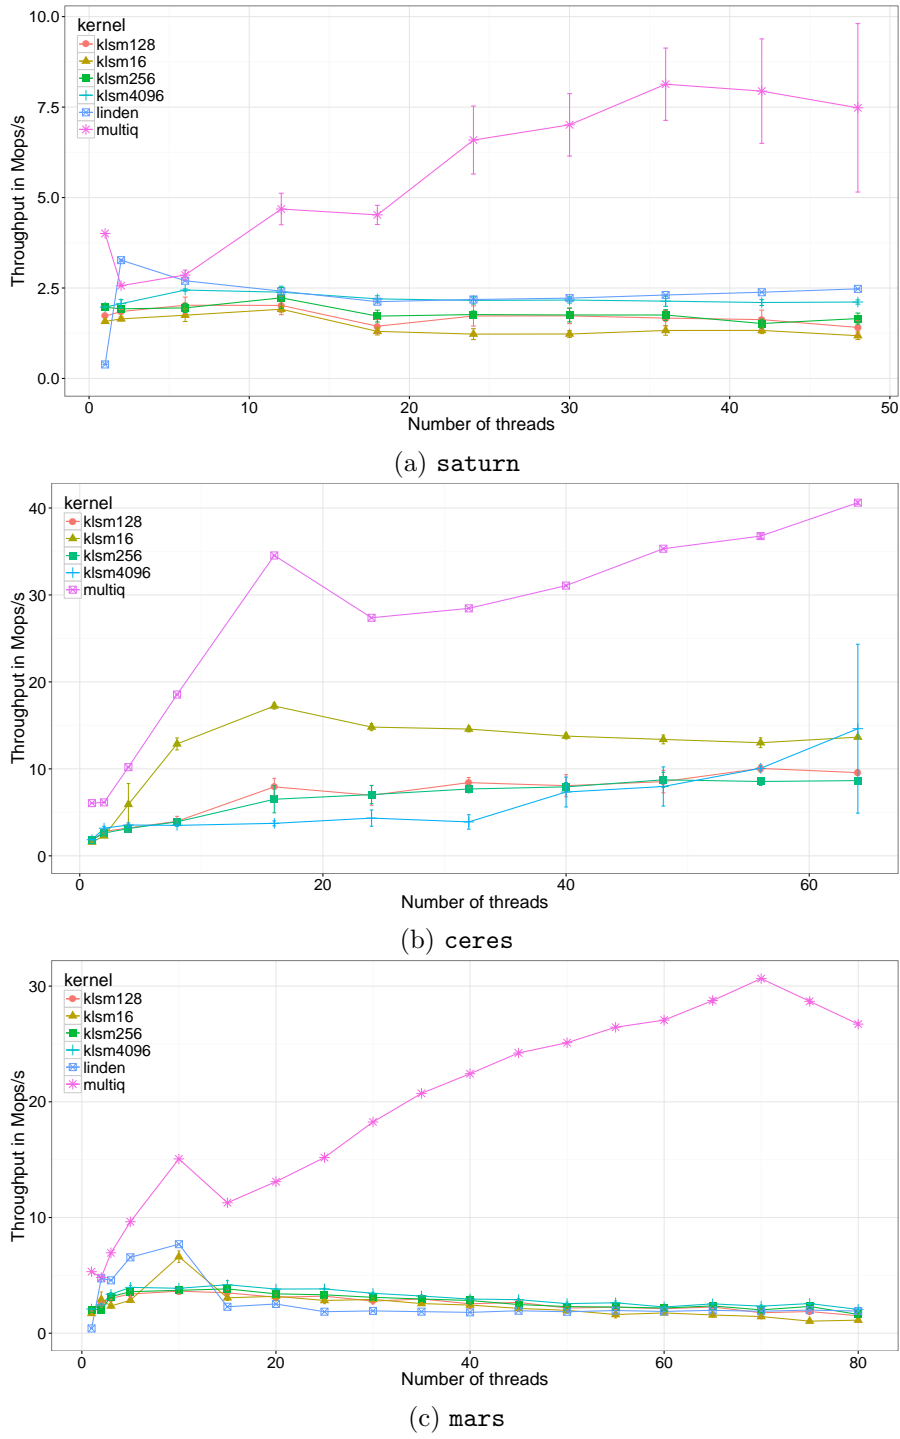 kernel
klsm128
klsm16
klsm256
klsm4096
linden
multiq
Throughput in Mops/s
10.0
7.5
5.0
2.5
0.0
0 10 20 30 40 50
Number of threads
(a) saturn
kernel
klsm128
klsm16
klsm256
klsm4096
multiq
Throughput in Mops/s
40
30
20
10
0
0 20 40 60
Number of threads
(b) ceres
kernel
klsm128
klsm16
klsm256
klsm4096
linden
multiq
Throughput in Mops/s
30
20
10
0
0 20 40 60 80
Number of threads
(c) mars